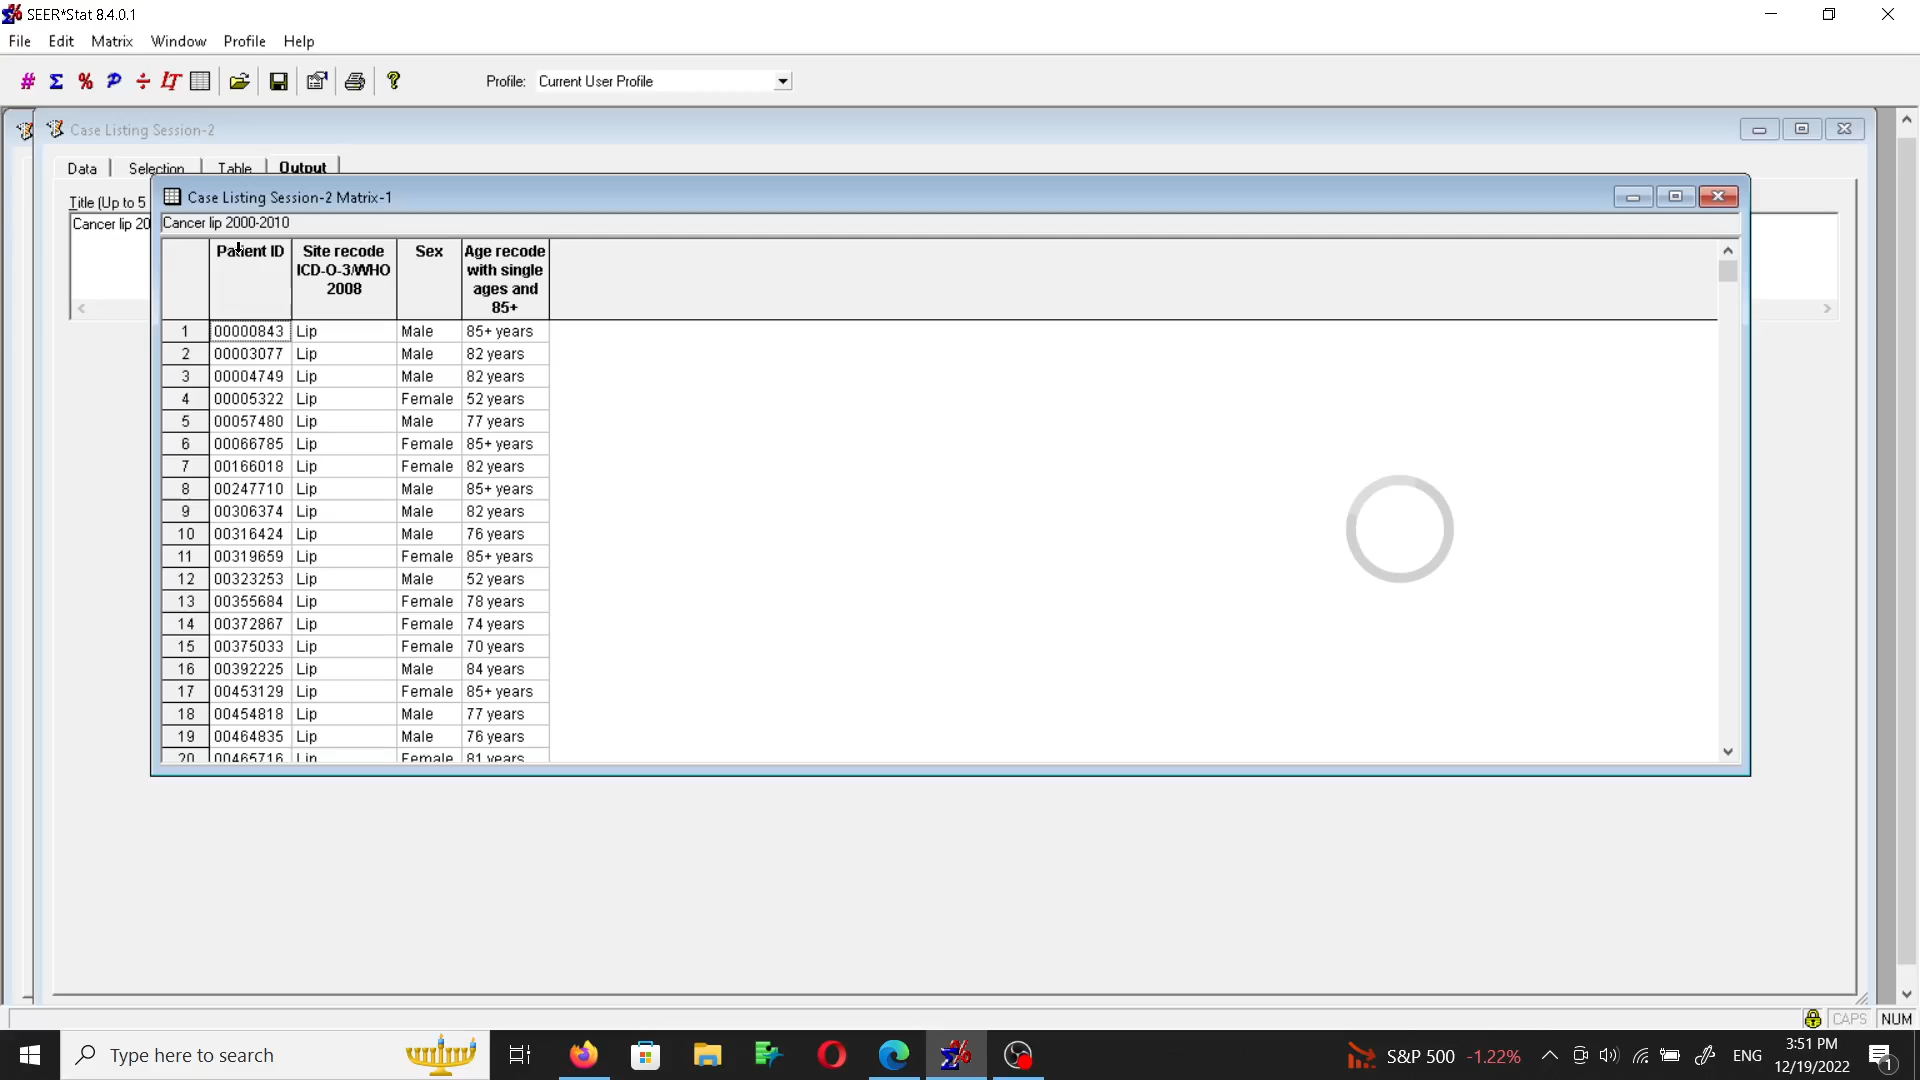 SEER*Stat 8.4.0.1
File Edit Matrix Window Profile Help
Profile: Current User Profile
Case Listing Session-2
Data Selection Table Output
Title (Up to 5
Cancer lip 20
Case Listing Session-2 Matrix-1
Cancer lip 2000-2010
Patient ID Site recode ICD-O-3/WHO 2008 Sex Age recode with single ages and 85+
1 00000843 Lip Male 85+ years
2 00003077 Lip Male 82 years
3 00004749 Lip Male 82 years
4 00005322 Lip Female 52 years
5 00057480 Lip Male 77 years
6 00066785 Lip Female 85+ years
7 00166018 Lip Female 82 years
8 00247710 Lip Male 85+ years
9 00306374 Lip Male 82 years
10 00316424 Lip Male 76 years
11 00319659 Lip Female 85+ years
12 00323253 Lip Male 52 years
13 00355684 Lip Female 78 years
14 00372867 Lip Female 74 years
15 00375033 Lip Female 70 years
16 00392225 Lip Male 84 years
17 00453129 Lip Female 85+ years
18 00454818 Lip Male 77 years
19 00464835 Lip Male 76 years
20 00465716 Lip Female 81 years
CAPS NUM
Type here to search
S&P 500 -1.22%
ENG
3:51 PM
12/19/2022
1